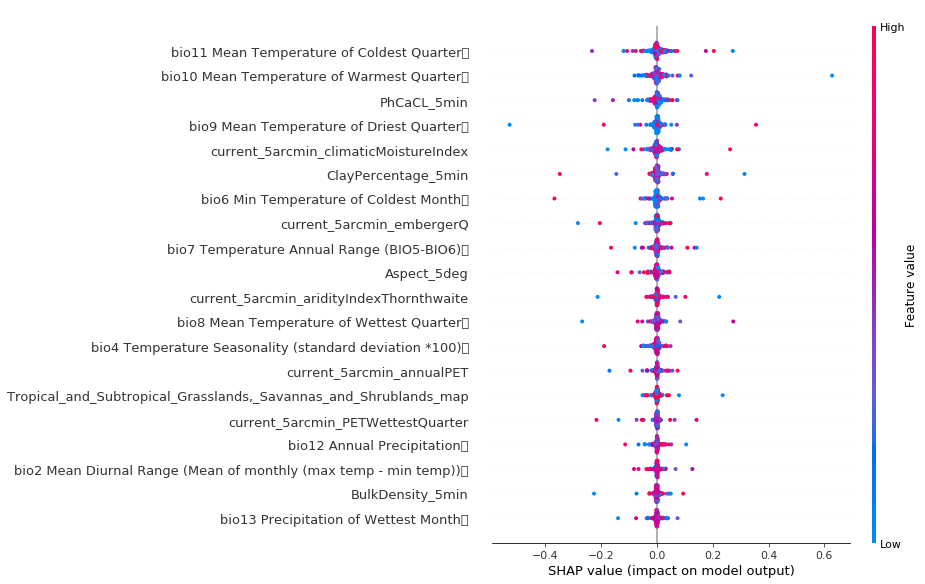 High
bio11 Mean Temperature of Coldest Quarter
bio10 Mean Temperature of Warmest Quarter
PhCaCL_5min
bio9 Mean Temperature of Driest Quarter
current_5arcmin_climaticMoistureIndex
ClayPercentage_5min
bio6 Min Temperature of Coldest Month
current_5arcmin_embergerQ
bio7 Temperature Annual Range (BIO5-BIO6)
Aspect_5deg
current_5arcmin_aridityIndexThornthwaite
bio8 Mean Temperature of Wettest Quarter
bio4 Temperature Seasonality (standard deviation *100)
current_5arcmin_annualPET
Tropical_and_Subtropical_Grasslands,_Savannas_and_Shrublands_map
current_5arcmin_PETWettestQuarter
bio12 Annual Precipitation
bio2 Mean Diurnal Range (Mean of monthly (max temp - min temp))
BulkDensity_5min
bio13 Precipitation of Wettest Month
Feature value
Low
−0.4 −0.2 0.0 0.2 0.4 0.6
SHAP value (impact on model output)